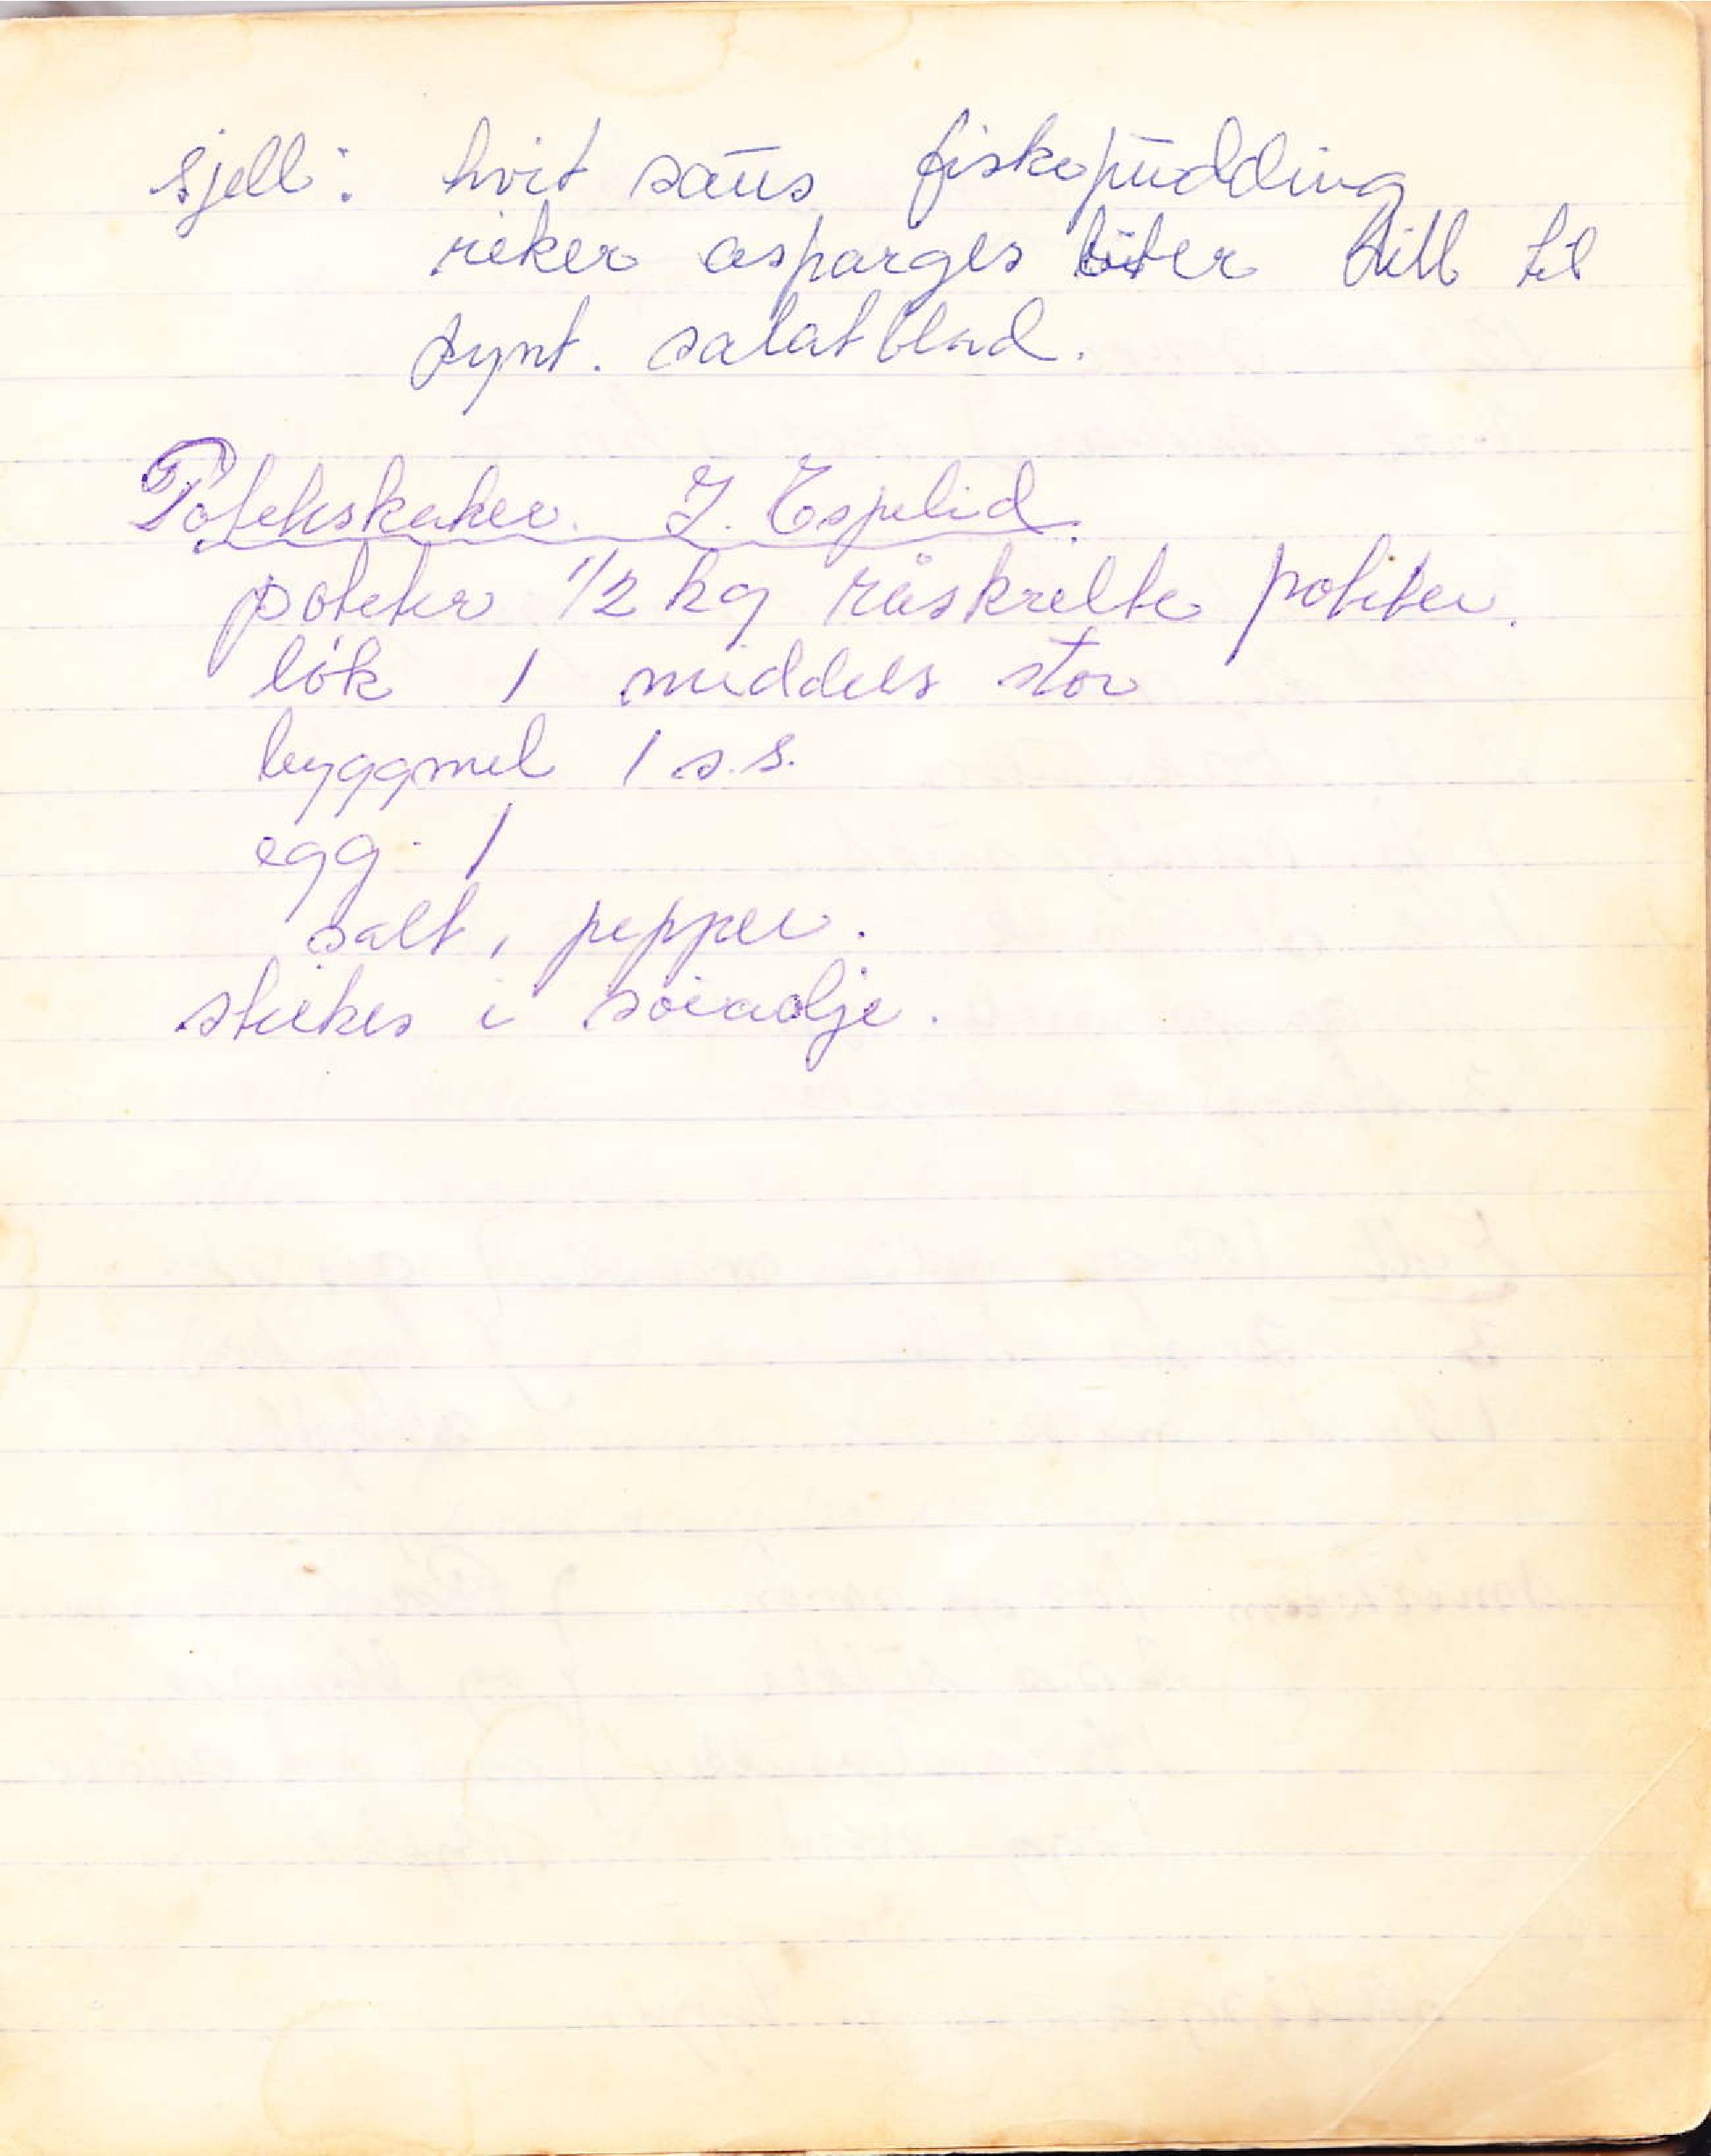 Fyll: hvit saus fiskepudding
reker asparges biter dill til
pynt. salatblad.
Potetkaker. J. Espelid.
poteter 1/2 kg råskrelte poteter.
løk 1 middels stor
byggmel 1 s.s.
egg 1
salt, pepper.
stekes i soiaolje.